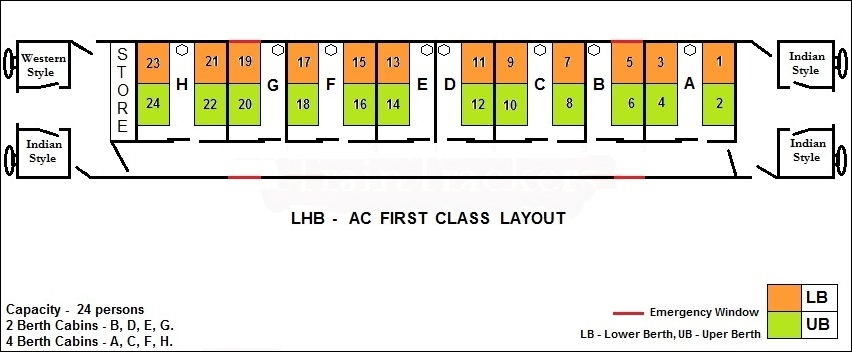 Western
Style
STORE
23
24
H
21
22
19
20
G
17
18
F
15
16
13
14
E
D
11
12
9
10
C
7
8
B
5
6
3
4
A
1
2
Indian
Style
Indian
Style
Indian
Style
LHB - AC FIRST CLASS LAYOUT
Capacity - 24 persons
2 Berth Cabins - B, D, E, G.
4 Berth Cabins - A, C, F, H.
Emergency Window
LB - Lower Berth, UB - Uper Berth
LB
UB